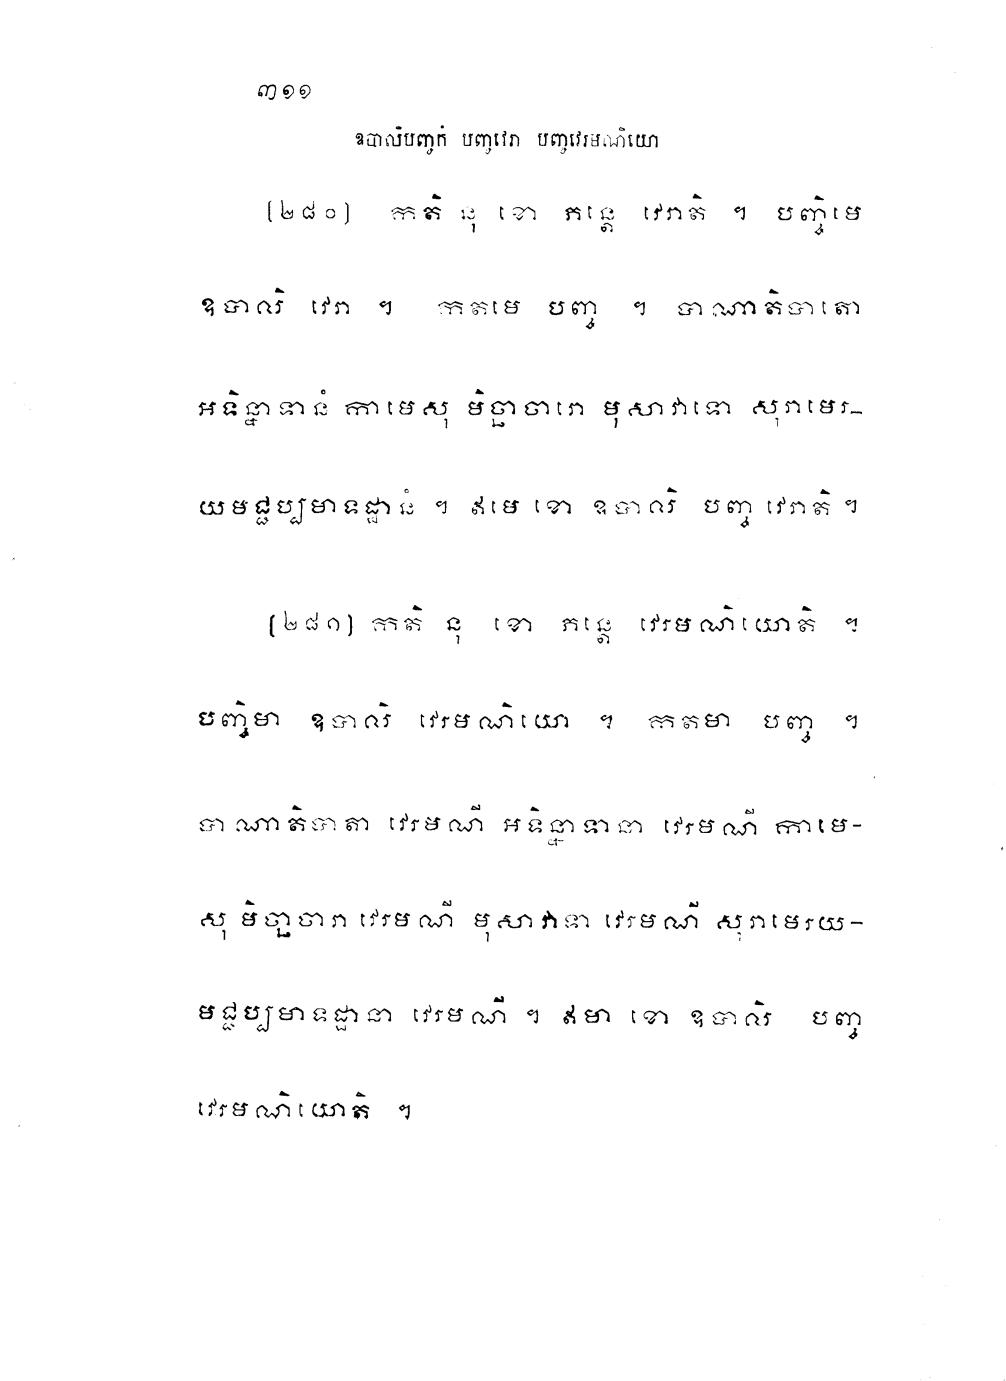 ៣១១
ឧបាលិបញ្ចកំ បញ្ចវេរា បញ្ចវេរមណិយោ
(២៨០) កតិ នុ ខោ ភន្តេ វេរាតិ ។ បញ្ចិមេ
ឧបាលិ វេរា ។ កតមេ បញ្ច ។ បាណាតិបាតោ
អទិន្នាទានំ កាមេសុ មិច្ឆាចារោ មុសាវាទោ សុរាមេរ-
យមជ្ជប្បមាទដ្ឋានំ ។ ឥមេ ខោ ឧបាលិ បញ្ច វេរាតិ ។
(២៨១) កតិ នុ ខោ ភន្តេ វេរមណិយោតិ ។
បញ្ចិមា ឧបាលិ វេរមណិយោ ។ កតមា បញ្ច ។
បាណាតិបាតា វេរមណី អទិន្នាទានា វេរមណី កាមេ-
សុ មិច្ឆាចារា វេរមណី មុសាវាទា វេរមណី សុរាមេរយ-
មជ្ជប្បមាទដ្ឋានា វេរមណី ។ ឥមា ខោ ឧបាលិ បញ្ច
វេរមណិយោតិ ។